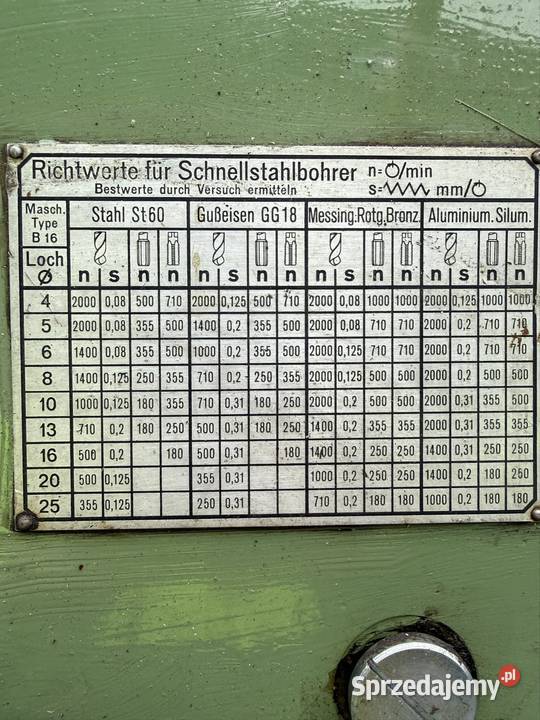 Richtwerte für Schnellstahlbohrer n=/min
Bestwerte durch Versuch ermitteln s= mm/
Masch. Type B 16 Stahl St60 Gußeisen GG18 Messing.Rotg.Bronz. Aluminium. Silum.
Loch Ø n s n n n s n n n s n n n s n n
4 2000 0,08 500 710 2000 0,125 500 710 2000 0,08 1000 1000 2000 0,125 1000 1000
5 2000 0,08 355 500 1400 0,2 355 500 2000 0,08 710 710 2000 0,2 710 710
6 1400 0,08 355 500 1000 0,2 355 500 2000 0,125 710 710 2000 0,2 710 710
8 1400 0,125 250 355 710 0,2 250 355 2000 0,125 500 500 2000 0,2 500 500
10 1000 0,125 180 355 710 0,31 180 250 2000 0,2 500 500 2000 0,31 355 500
13 710 0,2 180 250 500 0,31 180 250 1400 0,2 355 355 2000 0,31 250 355
16 500 0,2 180 500 0,31 180 1400 0,2 250 250 1400 0,31 250 250
20 500 0,125 355 0,31 1000 0,2 250 250 1400 0,2 180 250
25 355 0,125 250 0,31 710 0,2 180 180 1000 0,2 180 180
Sprzedajemy.pl